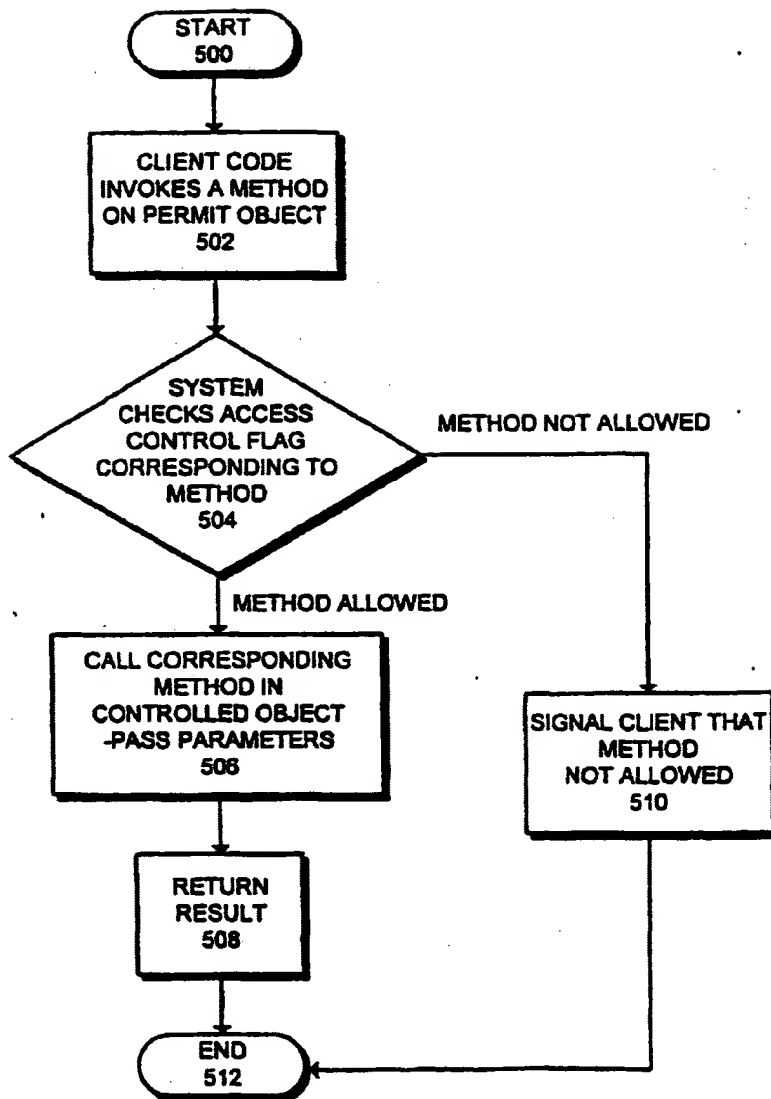 START
500
CLIENT CODE
INVOKES A METHOD
ON PERMIT OBJECT
502
SYSTEM
CHECKS ACCESS
CONTROL FLAG
CORRESPONDING TO
METHOD
504
METHOD NOT ALLOWED
METHOD ALLOWED
CALL CORRESPONDING
METHOD IN
CONTROLLED OBJECT
-PASS PARAMETERS
506
SIGNAL CLIENT THAT
METHOD
NOT ALLOWED
510
RETURN
RESULT
508
END
512